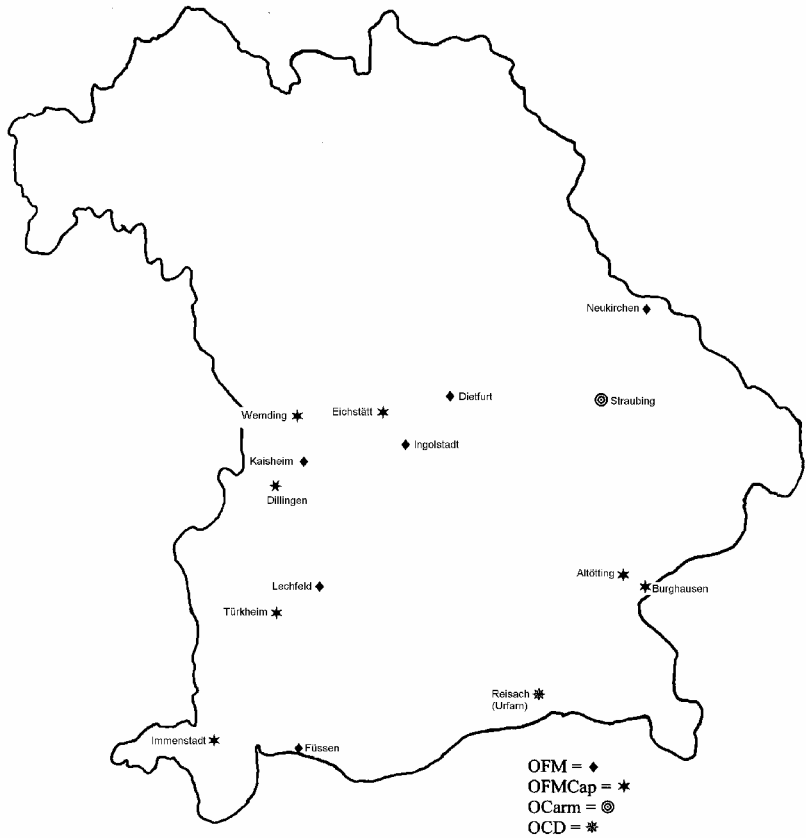 Neukirchen
Dietfurt
Straubing
Wemding
Eichstätt
Ingolstadt
Kaisheim
Dillingen
Altötting
Burghausen
Lechfeld
Türkheim
Reisach
(Urfarn)
Immenstadt
Füssen
OFM =
OFMCap =
OCarm =
OCD =